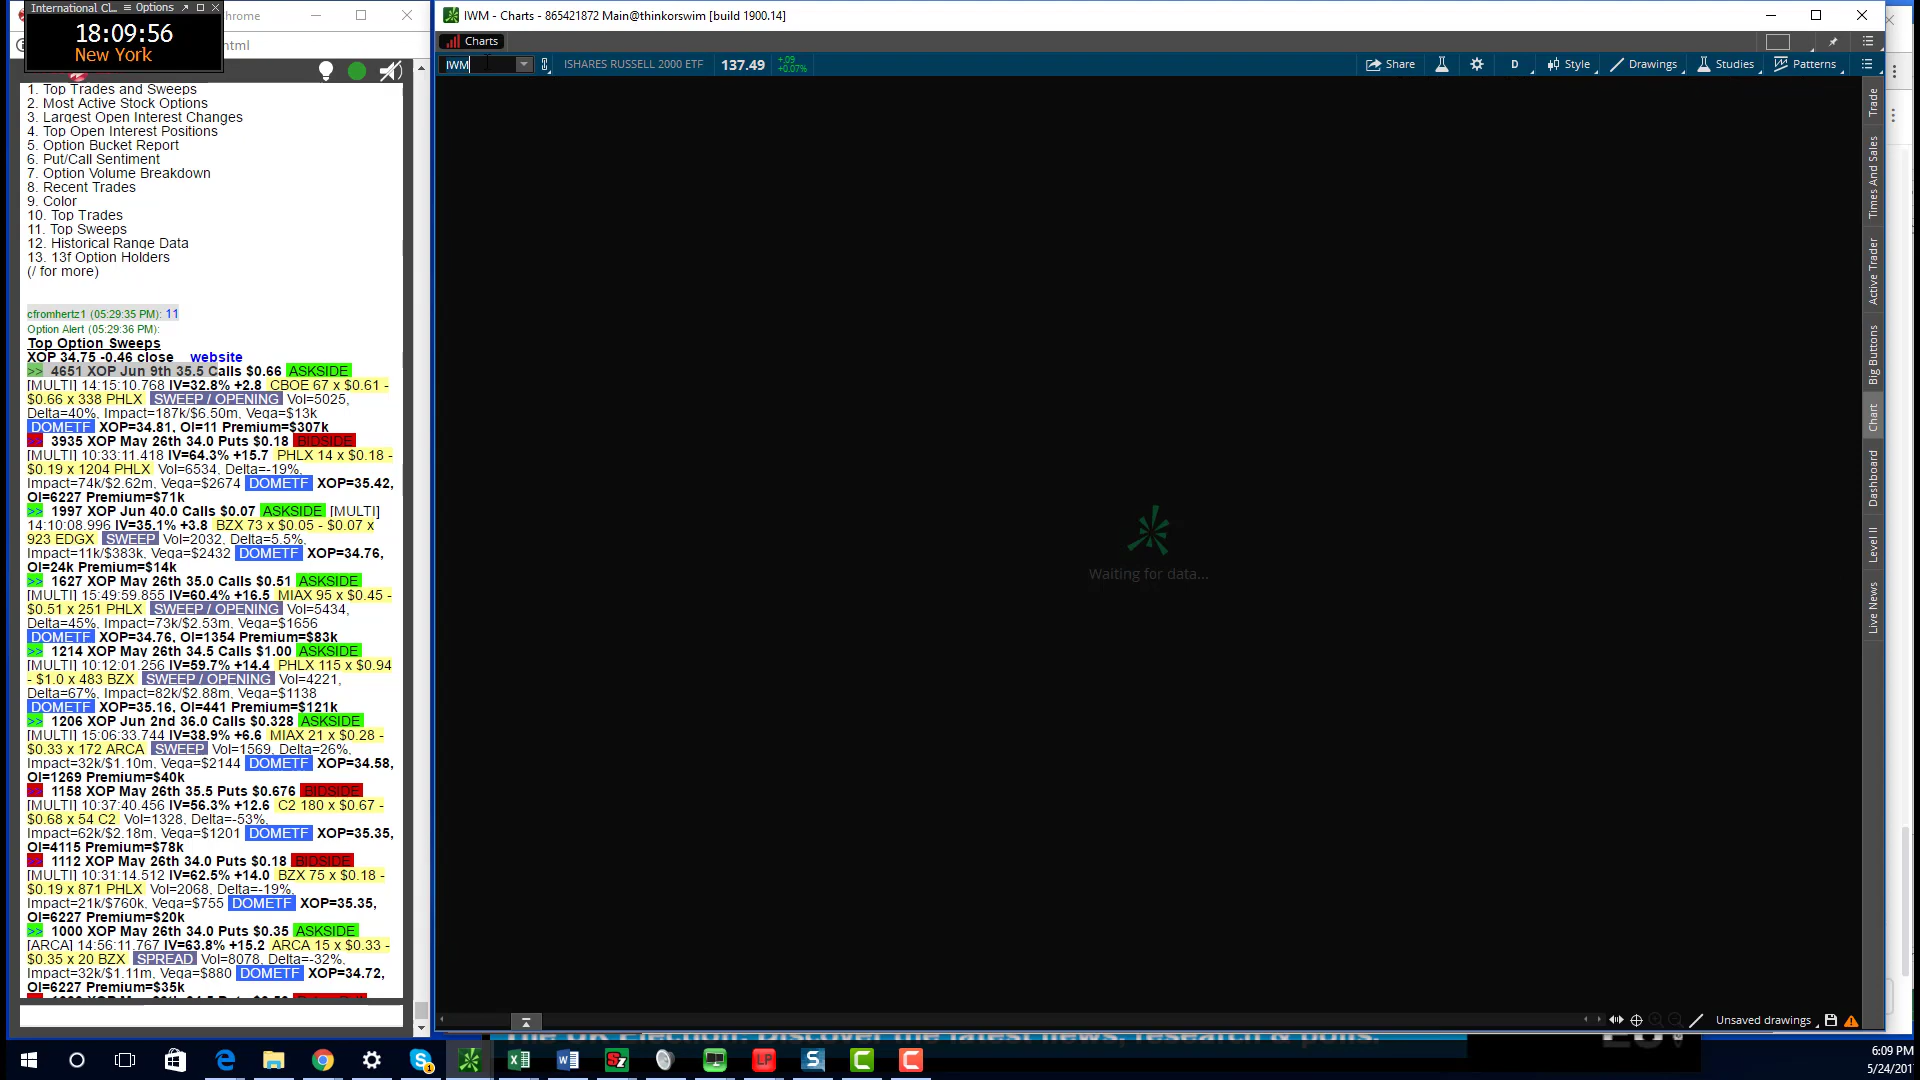 International Cl... Options
18:09:56
New York
hrome
html
1. Top Trades and Sweeps
2. Most Active Stock Options
3. Largest Open Interest Changes
4. Top Open Interest Positions
5. Option Bucket Report
6. Put/Call Sentiment
7. Option Volume Breakdown
8. Recent Trades
9. Color
10. Top Trades
11. Top Sweeps
12. Historical Range Data
13. 13f Option Holders
(/ for more)
cfromhertz1 (05:29:35 PM): 11
Option Alert (05:29:36 PM):
Top Option Sweeps
XOP 34.75 -0.46 close website
>> 4651 XOP Jun 9th 35.5 Calls $0.66 ASKSIDE
[MULTI] 14:15:10.768 IV=32.8% +2.8 CBOE 67 x $0.61 -
$0.66 x 338 PHLX SWEEP / OPENING Vol=5025,
Delta=40%, Impact=187k/$6.50m, Vega=$13k
DOMETF XOP=34.81, OI=11 Premium=$307k
>> 3935 XOP May 26th 34.0 Puts $0.18 BIDSIDE
[MULTI] 10:33:11.418 IV=64.3% +15.7 PHLX 14 x $0.18 -
$0.19 x 1204 PHLX Vol=6534, Delta=-19%,
Impact=74k/$2.62m, Vega=$2674 DOMETF XOP=35.42,
OI=6227 Premium=$71k
>> 1997 XOP Jun 40.0 Calls $0.07 ASKSIDE [MULTI]
14:10:08.996 IV=35.1% +3.8 BZX 73 x $0.05 - $0.07 x
923 EDGX SWEEP Vol=2032, Delta=5.5%,
Impact=11k/$383k, Vega=$2432 DOMETF XOP=34.76,
OI=24k Premium=$14k
>> 1627 XOP May 26th 35.0 Calls $0.51 ASKSIDE
[MULTI] 15:49:59.855 IV=60.4% +16.5 MIAX 95 x $0.45 -
$0.51 x 251 PHLX SWEEP / OPENING Vol=5434,
Delta=45%, Impact=73k/$2.53m, Vega=$1656
DOMETF XOP=34.76, OI=1354 Premium=$83k
>> 1214 XOP May 26th 34.5 Calls $1.00 ASKSIDE
[MULTI] 10:12:01.256 IV=59.7% +14.4 PHLX 115 x $0.94
- $1.0 x 483 BZX SWEEP / OPENING Vol=4221,
Delta=67%, Impact=82k/$2.88m, Vega=$1138
DOMETF XOP=35.16, OI=441 Premium=$121k
>> 1206 XOP Jun 2nd 36.0 Calls $0.328 ASKSIDE
[MULTI] 15:06:33.744 IV=38.9% +6.6 MIAX 21 x $0.28 -
$0.33 x 172 ARCA SWEEP Vol=1569, Delta=26%,
Impact=32k/$1.10m, Vega=$2144 DOMETF XOP=34.58,
OI=1269 Premium=$40k
>> 1158 XOP May 26th 35.5 Puts $0.676 BIDSIDE
[MULTI] 10:37:40.456 IV=56.3% +12.6 C2 180 x $0.67 -
$0.68 x 54 C2 Vol=1328, Delta=-53%,
Impact=62k/$2.18m, Vega=$1201 DOMETF XOP=35.35,
OI=4115 Premium=$78k
>> 1112 XOP May 26th 34.0 Puts $0.18 BIDSIDE
[MULTI] 10:31:14.512 IV=62.5% +14.0 BZX 75 x $0.18 -
$0.19 x 871 PHLX Vol=2068, Delta=-19%,
Impact=21k/$760k, Vega=$755 DOMETF XOP=35.35,
OI=6227 Premium=$20k
>> 1000 XOP May 26th 34.0 Puts $0.35 ASKSIDE
[ARCA] 14:56:11.767 IV=63.8% +15.2 ARCA 15 x $0.33 -
$0.35 x 20 BZX SPREAD Vol=8078, Delta=-32%,
Impact=32k/$1.11m, Vega=$880 DOMETF XOP=34.72,
OI=6227 Premium=$35k
IWM - Charts - 865421872 Main@thinkorswim [build 1900.14]
Charts
IWM ISHARES RUSSELL 2000 ETF 137.49 +.09 +0.07% Share D Style Drawings Studies Patterns
Waiting for data...
Trade
Times And Sales
Active Trader
Big Buttons
Chart
Dashboard
Level II
Live News
Unsaved drawings
The UK Election: Discover the latest news, research & polls.
6:09 PM
5/24/201